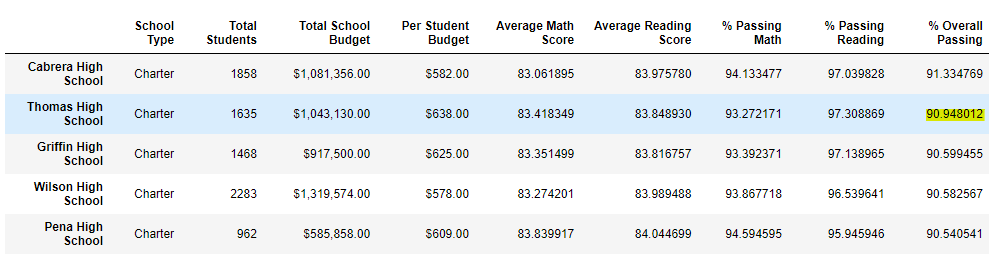 School Type Total Students Total School Budget Per Student Budget Average Math Score Average Reading Score % Passing Math % Passing Reading % Overall Passing
Cabrera High School Charter 1858 $1,081,356.00 $582.00 83.061895 83.975780 94.133477 97.039828 91.334769
Thomas High School Charter 1635 $1,043,130.00 $638.00 83.418349 83.848930 93.272171 97.308869 90.948012
Griffin High School Charter 1468 $917,500.00 $625.00 83.351499 83.816757 93.392371 97.138965 90.599455
Wilson High School Charter 2283 $1,319,574.00 $578.00 83.274201 83.989488 93.867718 96.539641 90.582567
Pena High School Charter 962 $585,858.00 $609.00 83.839917 84.044699 94.594595 95.945946 90.540541